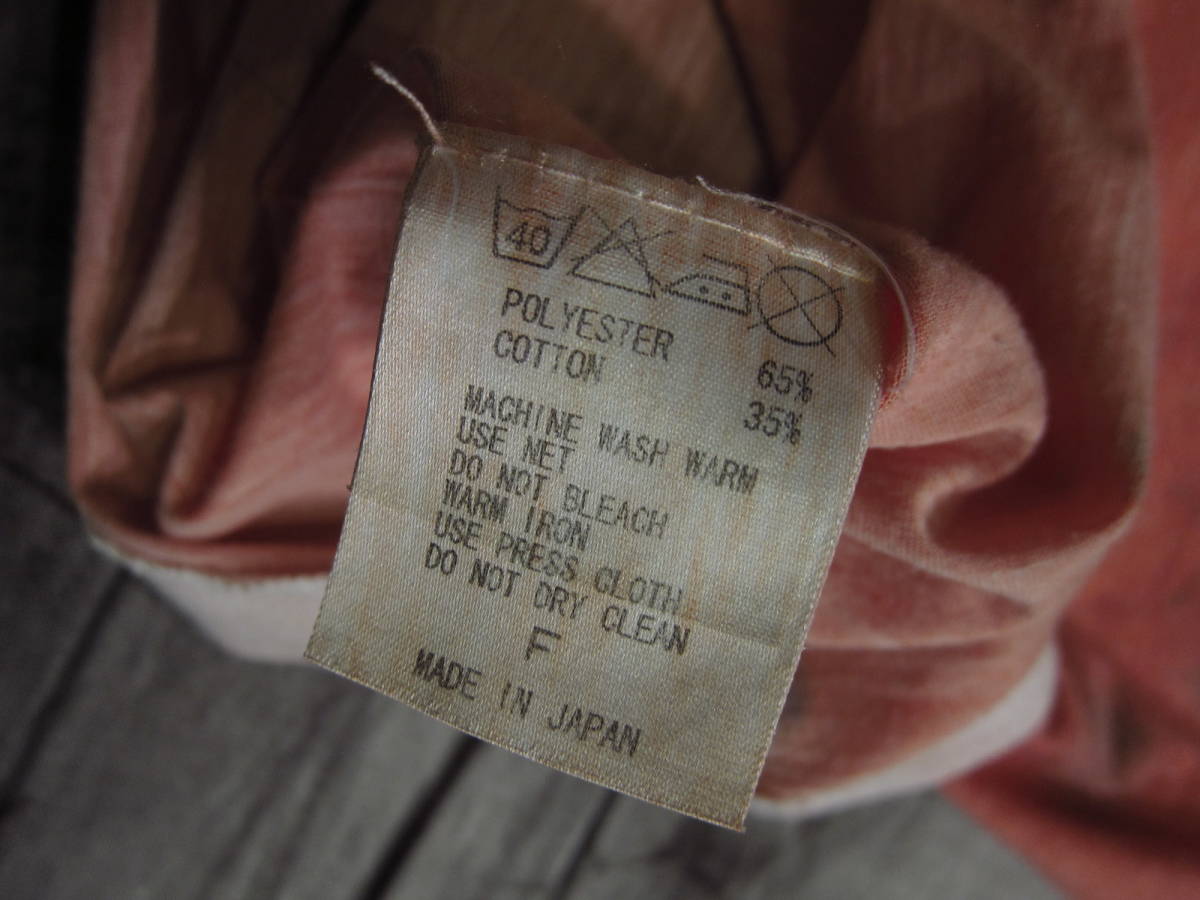 40
POLYESTER 65%
COTTON 35%
MACHINE WASH WARM
USE NET
DO NOT BLEACH
WARM IRON
USE PRESS CLOTH
DO NOT DRY CLEAN
F
MADE IN JAPAN